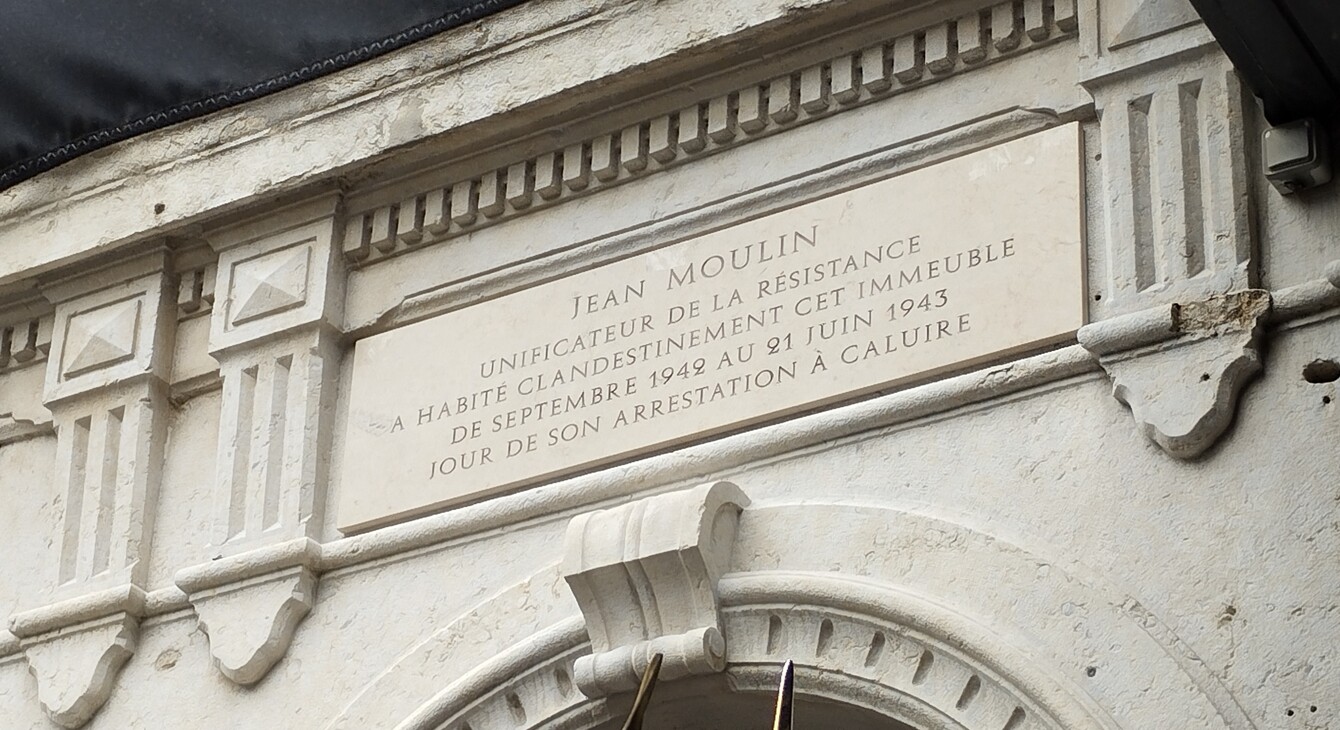 JEAN MOULIN
UNIFICATEUR DE LA RÉSISTANCE
A HABITÉ CLANDESTINEMENT CET IMMEUBLE
DE SEPTEMBRE 1942 AU 21 JUIN 1943
JOUR DE SON ARRESTATION À CALUIRE